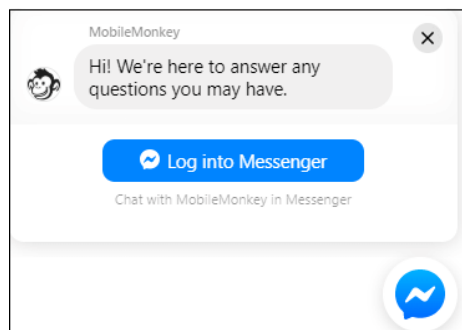 MobileMonkey
Hi! We're here to answer any
questions you may have.
Log into Messenger
Chat with MobileMonkey in Messenger